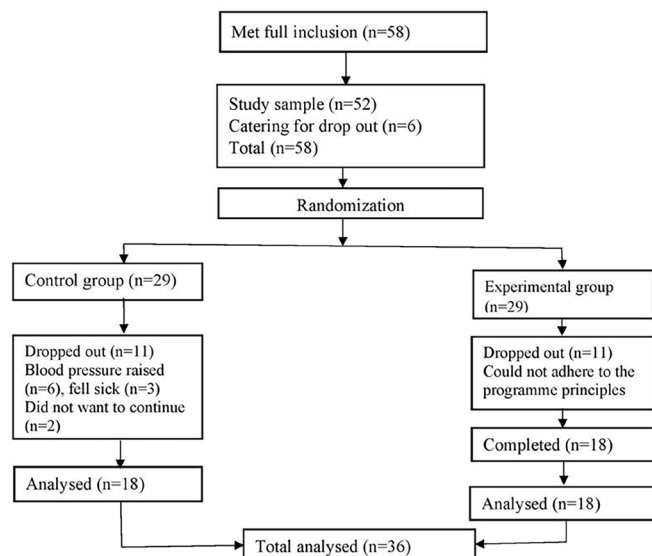 Met full inclusion (n=58)
Study sample (n=52)
Catering for drop out (n=6)
Total (n=58)
Randomization
Control group (n=29)
Experimental group
(n=29)
Dropped out (n=11)
Blood pressure raised
(n=6), fell sick (n=3)
Did not want to continue
(n=2)
Dropped out (n=11)
Could not adhere to the
programme principles
Completed (n=18)
Analysed (n=18)
Analysed (n=18)
Total analysed (n=36)